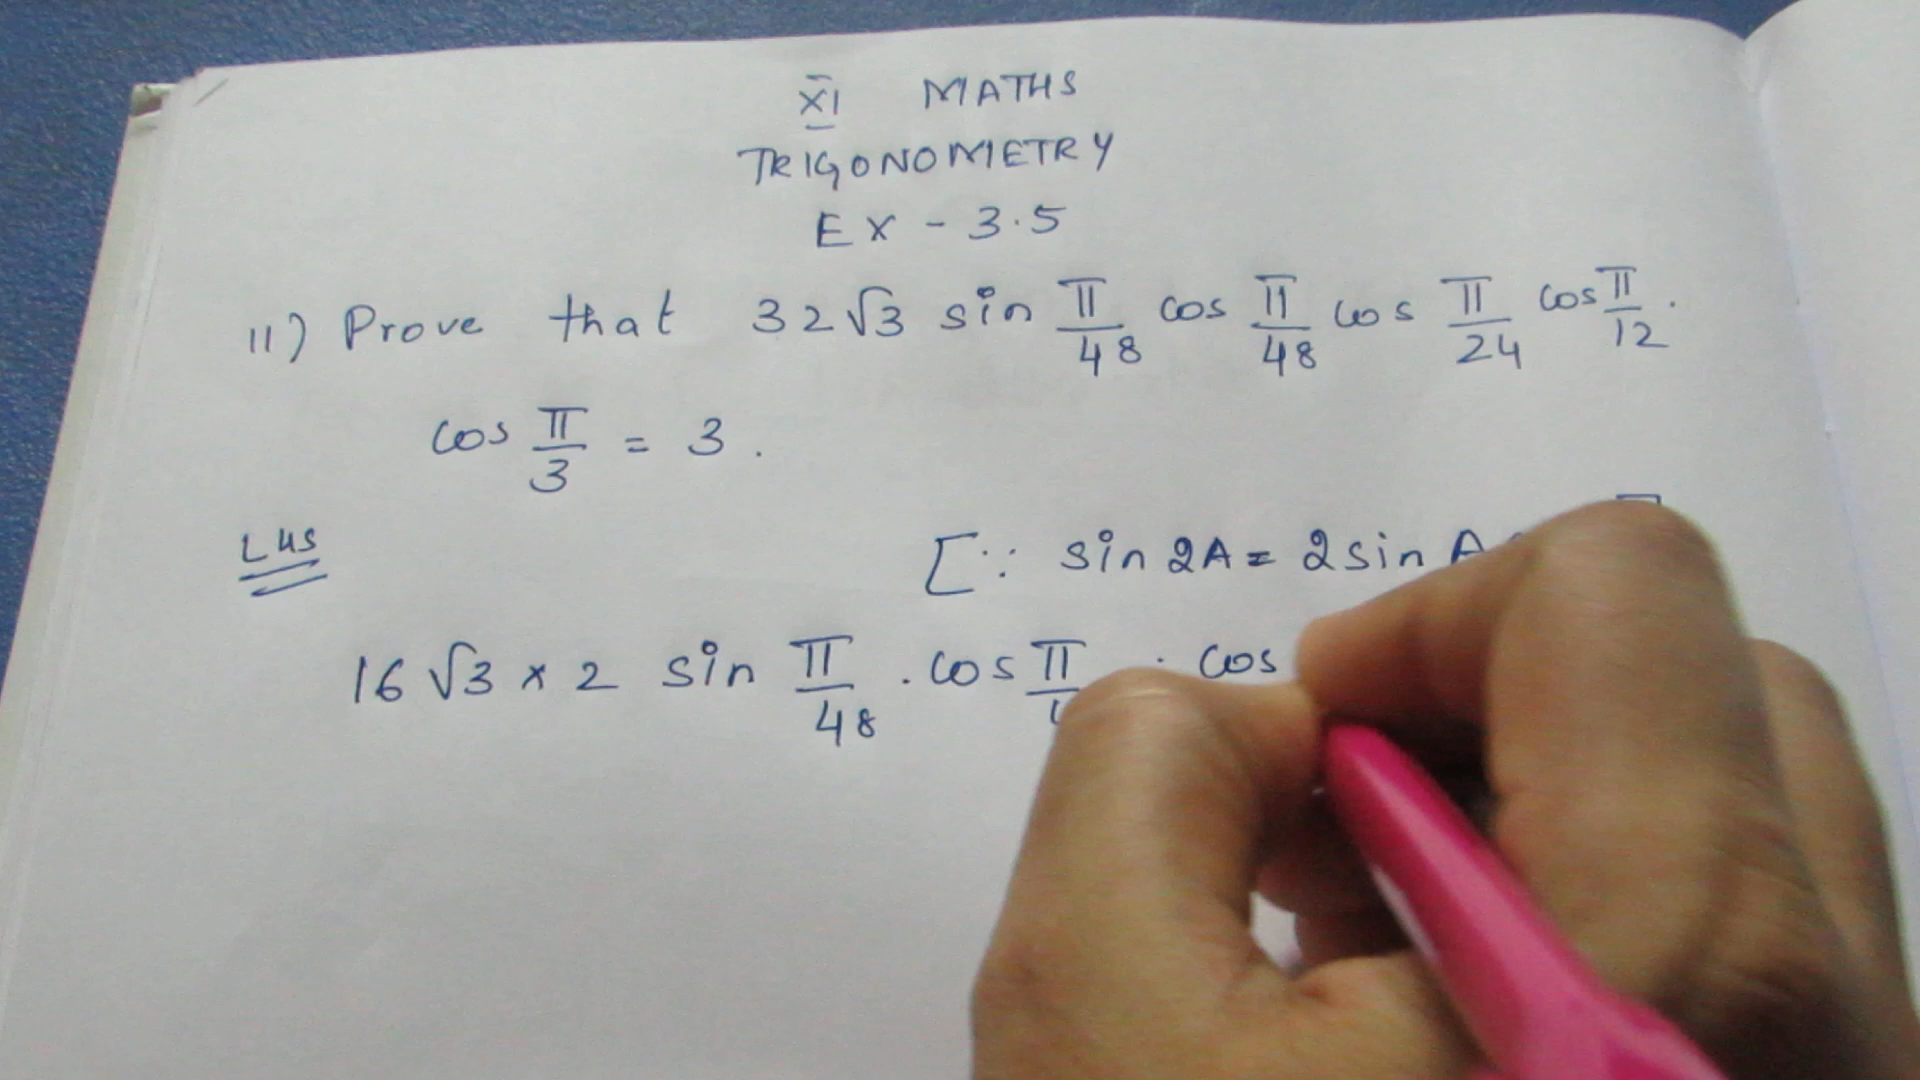 XI MATHS
TRIGONOMETRY
EX - 3.5
11) Prove that 32√3 sin π/48 cos π/48 cos π/24 cos π/12 .
cos π/3 = 3 .
LHS
[∵ sin 2A = 2 sin A
16√3 × 2 sin π/48 . cos π . cos